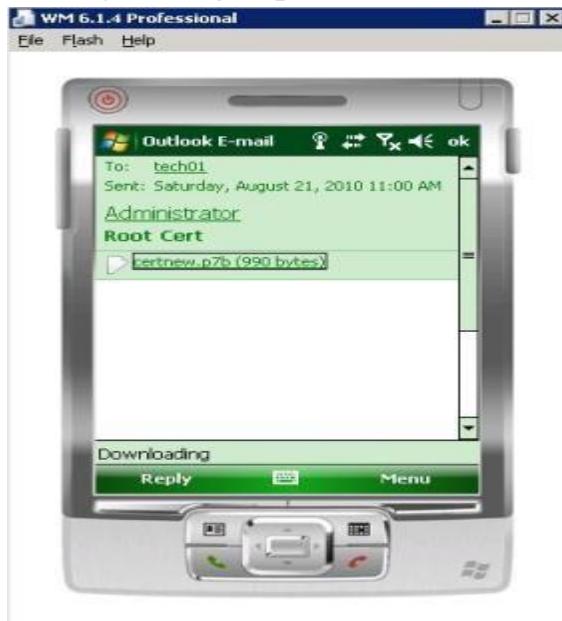 WM 6.1.4 Professional
File Flash Help
Outlook E-mail ok
To: tech01
Sent: Saturday, August 21, 2010 11:00 AM
Administrator
Root Cert
certnew.p7b (990 bytes)
Downloading
Reply Menu